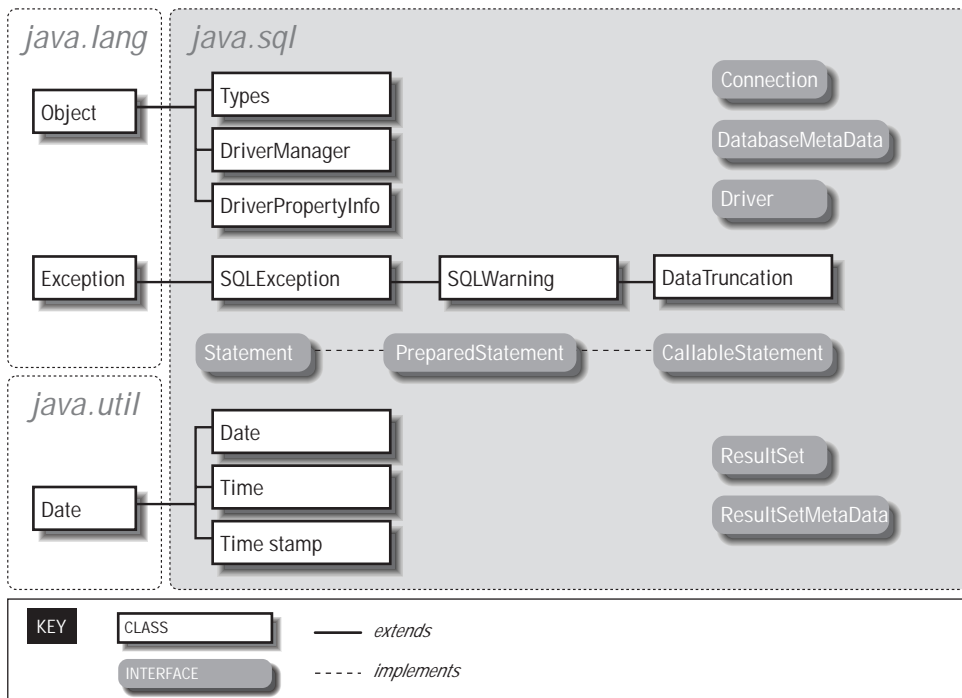 java.lang
java.sql
Object
Types
DriverManager
DriverPropertyInfo
Connection
DatabaseMetaData
Driver
Exception
SQLException
SQLWarning
DataTruncation
Statement
PreparedStatement
CallableStatement
java.util
Date
Date
Time
Time stamp
ResultSet
ResultSetMetaData
KEY
CLASS
extends
INTERFACE
implements